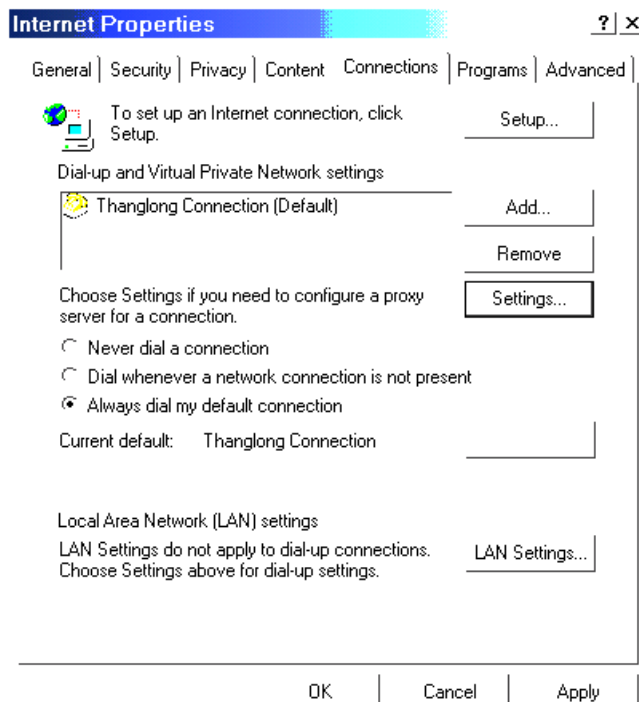 Internet Properties
? ×
General Security Privacy Content Connections Programs Advanced
To set up an Internet connection, click
Setup.
Setup...
Dial-up and Virtual Private Network settings
Thanglong Connection (Default)
Add...
Remove
Choose Settings if you need to configure a proxy
server for a connection.
Settings...
Never dial a connection
Dial whenever a network connection is not present
Always dial my default connection
Current default: Thanglong Connection
Local Area Network (LAN) settings
LAN Settings do not apply to dial-up connections.
Choose Settings above for dial-up settings.
LAN Settings...
OK Cancel Apply